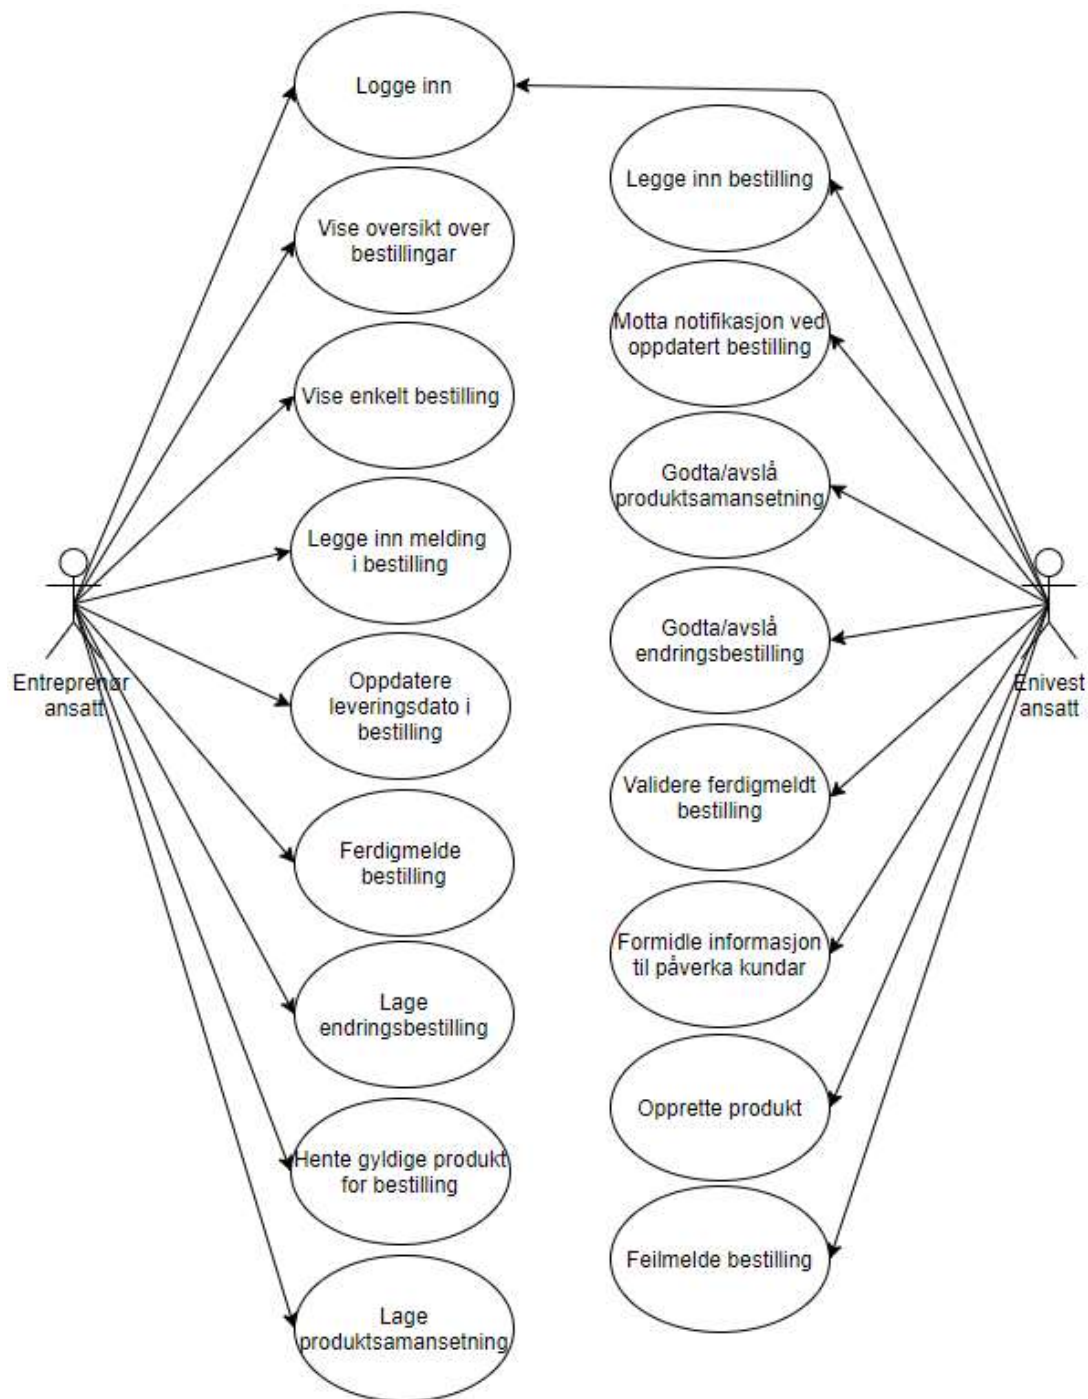 Logge inn
Legge inn bestilling
Vise oversikt over
bestillingar
Motta notifikasjon ved
oppdatert bestilling
Vise enkelt bestilling
Godta/avslå
produktsamansetning
Legge inn melding
i bestilling
Entreprenør
ansatt
Enivest
ansatt
Godta/avslå
endringsbestilling
Oppdatere
leveringsdato i
bestilling
Validere ferdigmeldt
bestilling
Ferdigmelde
bestilling
Formidle informasjon
til påverka kundar
Lage
endringsbestilling
Opprette produkt
Hente gyldige produkt
for bestilling
Feilmelde bestilling
Lage
produktsamansetning